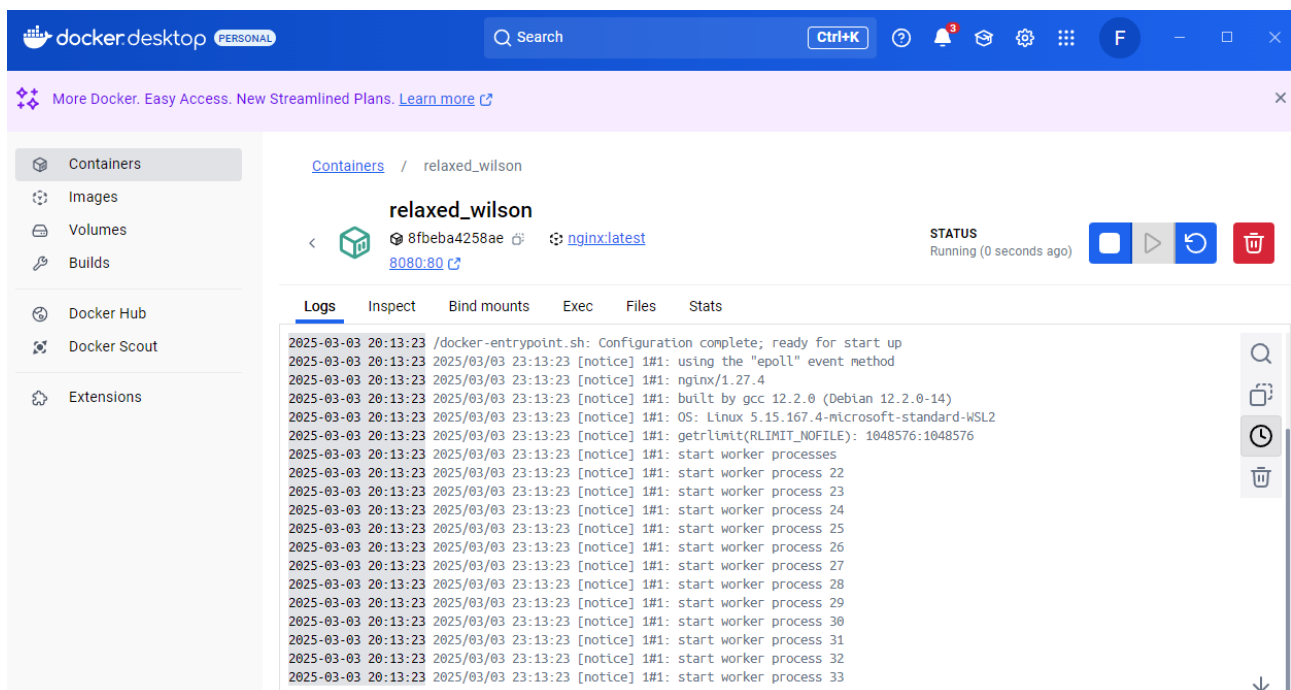 docker.desktop PERSONAL
Search
Ctrl+K
3
F
More Docker. Easy Access. New Streamlined Plans. Learn more
Containers
Images
Volumes
Builds
Docker Hub
Docker Scout
Extensions
Containers / relaxed_wilson
relaxed_wilson
8fbeba4258ae nginx:latest
8080:80
STATUS
Running (0 seconds ago)
Logs Inspect Bind mounts Exec Files Stats
2025-03-03 20:13:23 /docker-entrypoint.sh: Configuration complete; ready for start up
2025-03-03 20:13:23 2025/03/03 23:13:23 [notice] 1#1: using the "epoll" event method
2025-03-03 20:13:23 2025/03/03 23:13:23 [notice] 1#1: nginx/1.27.4
2025-03-03 20:13:23 2025/03/03 23:13:23 [notice] 1#1: built by gcc 12.2.0 (Debian 12.2.0-14)
2025-03-03 20:13:23 2025/03/03 23:13:23 [notice] 1#1: OS: Linux 5.15.167.4-microsoft-standard-WSL2
2025-03-03 20:13:23 2025/03/03 23:13:23 [notice] 1#1: getrlimit(RLIMIT_NOFILE): 1048576:1048576
2025-03-03 20:13:23 2025/03/03 23:13:23 [notice] 1#1: start worker processes
2025-03-03 20:13:23 2025/03/03 23:13:23 [notice] 1#1: start worker process 22
2025-03-03 20:13:23 2025/03/03 23:13:23 [notice] 1#1: start worker process 23
2025-03-03 20:13:23 2025/03/03 23:13:23 [notice] 1#1: start worker process 24
2025-03-03 20:13:23 2025/03/03 23:13:23 [notice] 1#1: start worker process 25
2025-03-03 20:13:23 2025/03/03 23:13:23 [notice] 1#1: start worker process 26
2025-03-03 20:13:23 2025/03/03 23:13:23 [notice] 1#1: start worker process 27
2025-03-03 20:13:23 2025/03/03 23:13:23 [notice] 1#1: start worker process 28
2025-03-03 20:13:23 2025/03/03 23:13:23 [notice] 1#1: start worker process 29
2025-03-03 20:13:23 2025/03/03 23:13:23 [notice] 1#1: start worker process 30
2025-03-03 20:13:23 2025/03/03 23:13:23 [notice] 1#1: start worker process 31
2025-03-03 20:13:23 2025/03/03 23:13:23 [notice] 1#1: start worker process 32
2025-03-03 20:13:23 2025/03/03 23:13:23 [notice] 1#1: start worker process 33